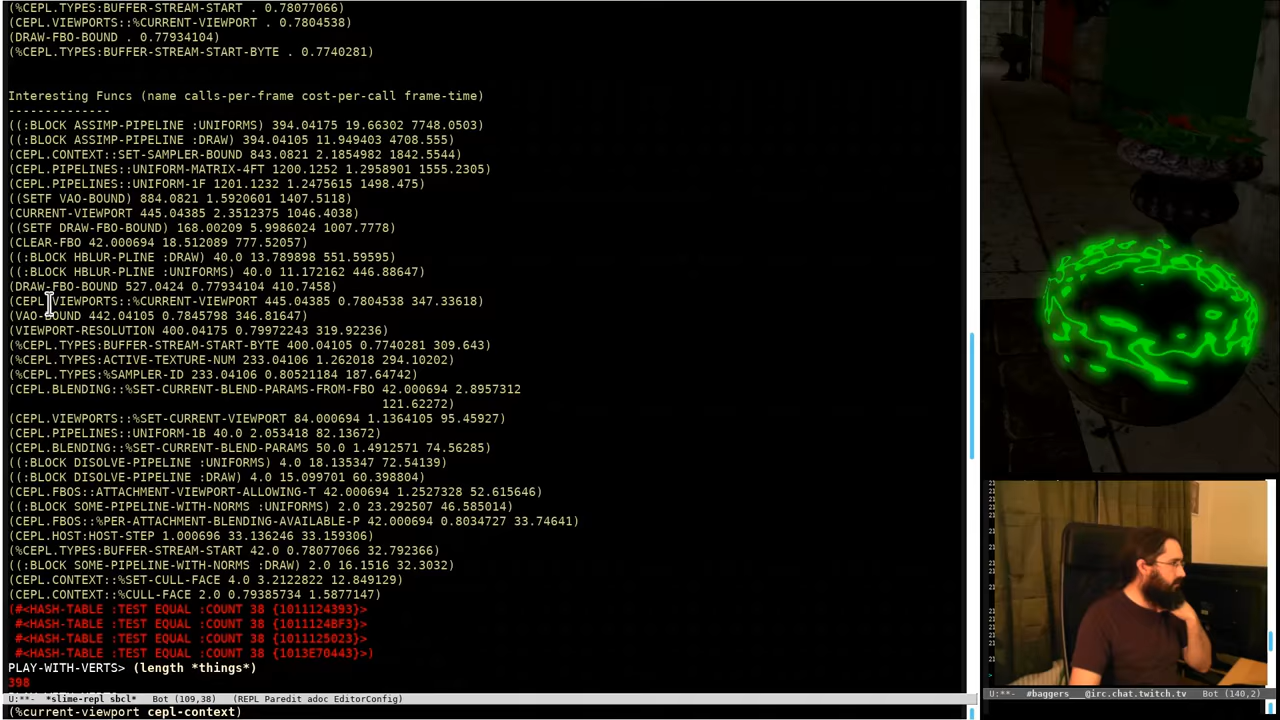 (%CEPL.TYPES:BUFFER-STREAM-START . 0.78077066)
(CEPL.VIEWPORTS::%CURRENT-VIEWPORT . 0.7804538)
(DRAW-FBO-BOUND . 0.77934104)
(%CEPL.TYPES:BUFFER-STREAM-START-BYTE . 0.7740281)
Interesting Funcs (name calls-per-frame cost-per-call frame-time)
-------------
((:BLOCK ASSIMP-PIPELINE :UNIFORMS) 394.04175 19.66302 7748.0503)
((:BLOCK ASSIMP-PIPELINE :DRAW) 394.04105 11.949403 4708.555)
(CEPL.CONTEXT::SET-SAMPLER-BOUND 843.0821 2.1854982 1842.5544)
(CEPL.PIPELINES::UNIFORM-MATRIX-4FT 1200.1252 1.2958901 1555.2305)
(CEPL.PIPELINES::UNIFORM-1F 1201.1232 1.2475615 1498.475)
((SETF VAO-BOUND) 884.0821 1.5920601 1407.5118)
(CURRENT-VIEWPORT 445.04385 2.3512375 1046.4038)
((SETF DRAW-FBO-BOUND) 168.00209 5.9986024 1007.7778)
(CLEAR-FBO 42.000694 18.512089 777.52057)
((:BLOCK HBLUR-PLINE :DRAW) 40.0 13.789898 551.59595)
((:BLOCK HBLUR-PLINE :UNIFORMS) 40.0 11.172162 446.88647)
(DRAW-FBO-BOUND 527.0424 0.77934104 410.7458)
(CEPL.VIEWPORTS::%CURRENT-VIEWPORT 445.04385 0.7804538 347.33618)
(VAO-BOUND 442.04105 0.7845798 346.81647)
(VIEWPORT-RESOLUTION 400.04175 0.79972243 319.92236)
(%CEPL.TYPES:BUFFER-STREAM-START-BYTE 400.04105 0.7740281 309.643)
(%CEPL.TYPES:ACTIVE-TEXTURE-NUM 233.04106 1.262018 294.10202)
(%CEPL.TYPES:%SAMPLER-ID 233.04106 0.80521184 187.64742)
(CEPL.BLENDING::%SET-CURRENT-BLEND-PARAMS-FROM-FBO 42.000694 2.8957312
121.62272)
(CEPL.VIEWPORTS::%SET-CURRENT-VIEWPORT 84.000694 1.1364105 95.45927)
(CEPL.PIPELINES::UNIFORM-1B 40.0 2.053418 82.13672)
(CEPL.BLENDING::%SET-CURRENT-BLEND-PARAMS 50.0 1.4912571 74.56285)
((:BLOCK DISOLVE-PIPELINE :UNIFORMS) 4.0 18.135347 72.54139)
((:BLOCK DISOLVE-PIPELINE :DRAW) 4.0 15.099701 60.398804)
(CEPL.FBOS::ATTACHMENT-VIEWPORT-ALLOWING-T 42.000694 1.2527328 52.615646)
((:BLOCK SOME-PIPELINE-WITH-NORMS :UNIFORMS) 2.0 23.292507 46.585014)
(CEPL.FBOS::%PER-ATTACHMENT-BLENDING-AVAILABLE-P 42.000694 0.8034727 33.74641)
(CEPL.HOST:HOST-STEP 1.000696 33.136246 33.159306)
(%CEPL.TYPES:BUFFER-STREAM-START 42.0 0.78077066 32.792366)
((:BLOCK SOME-PIPELINE-WITH-NORMS :DRAW) 2.0 16.1516 32.3032)
(CEPL.CONTEXT::%SET-CULL-FACE 4.0 3.2122822 12.849129)
(CEPL.CONTEXT::%CULL-FACE 2.0 0.79385734 1.5877147)
(#<HASH-TABLE :TEST EQUAL :COUNT 38 {1011124393}>
#<HASH-TABLE :TEST EQUAL :COUNT 38 {1011124BF3}>
#<HASH-TABLE :TEST EQUAL :COUNT 38 {1011125023}>
#<HASH-TABLE :TEST EQUAL :COUNT 38 {1013E70443}>)
PLAY-WITH-VERTS> (length *things*)
398
U:**- *slime-repl sbcl* Bot (109,38) (REPL Paredit adoc EditorConfig)
(%current-viewport cepl-context)
U:**- #baggers___@irc.chat.twitch.tv Bot (140,2)